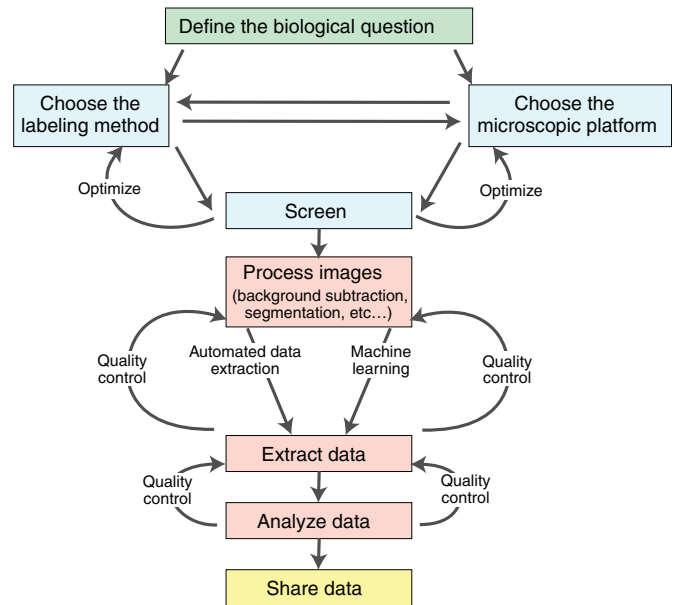 Define the biological question
Choose the
labeling method
Choose the
microscopic platform
Optimize
Optimize
Screen
Process images
(background subtraction,
segmentation, etc…)
Quality
control
Automated data
extraction
Machine
learning
Quality
control
Extract data
Quality
control
Quality
control
Analyze data
Share data